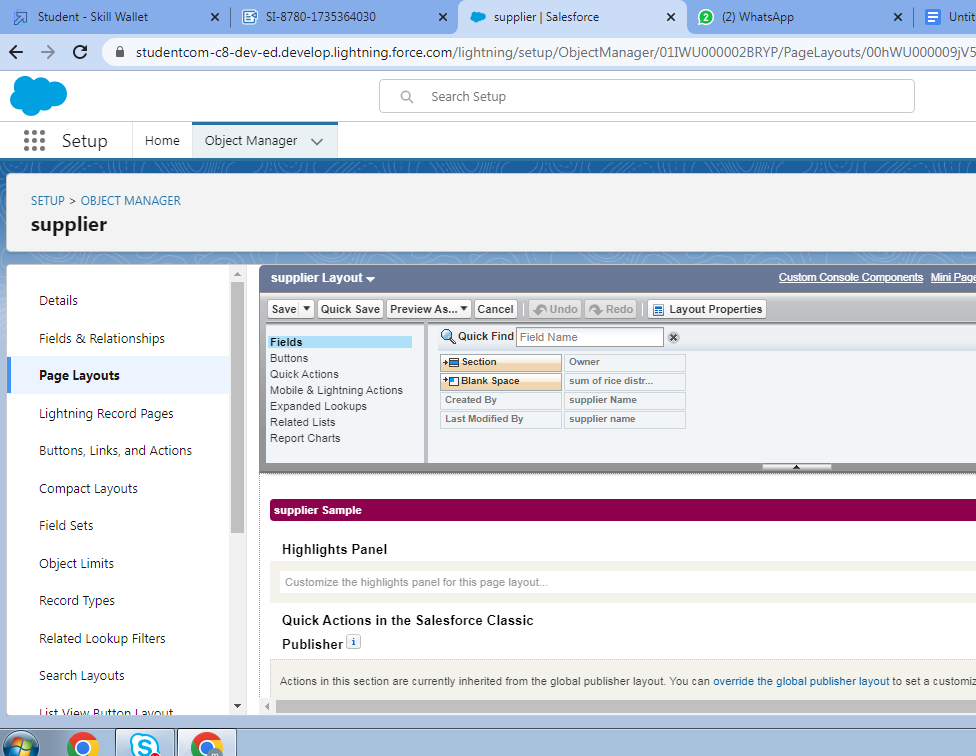 Student - Skill Wallet
SI-8780-1735364030
supplier | Salesforce
(2) WhatsApp
Untit
studentcom-c8-dev-ed.develop.lightning.force.com/lightning/setup/ObjectManager/01IWU000002BRYP/PageLayouts/00hWU000009jV5
Search Setup
Setup
Home
Object Manager
SETUP > OBJECT MANAGER
supplier
Details
Fields & Relationships
Page Layouts
Lightning Record Pages
Buttons, Links, and Actions
Compact Layouts
Field Sets
Object Limits
Record Types
Related Lookup Filters
Search Layouts
List View Button Layout
supplier Layout
Custom Console Components
Mini Page
Save
Quick Save
Preview As...
Cancel
Undo
Redo
Layout Properties
Fields
Buttons
Quick Actions
Mobile & Lightning Actions
Expanded Lookups
Related Lists
Report Charts
Quick Find
Field Name
Section
Owner
Blank Space
sum of rice distr...
Created By
supplier Name
Last Modified By
supplier name
supplier Sample
Highlights Panel
Customize the highlights panel for this page layout...
Quick Actions in the Salesforce Classic
Publisher i
Actions in this section are currently inherited from the global publisher layout. You can override the global publisher layout to set a customiz